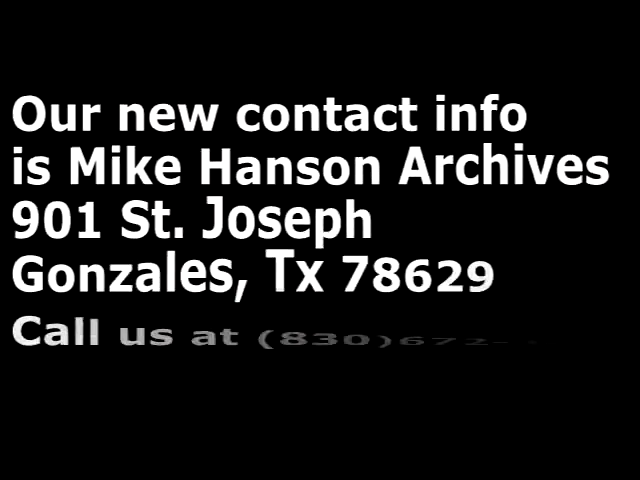 Our new contact info
is Mike Hanson Archives
901 St. Joseph
Gonzales, Tx 78629
Call us at (830)672-